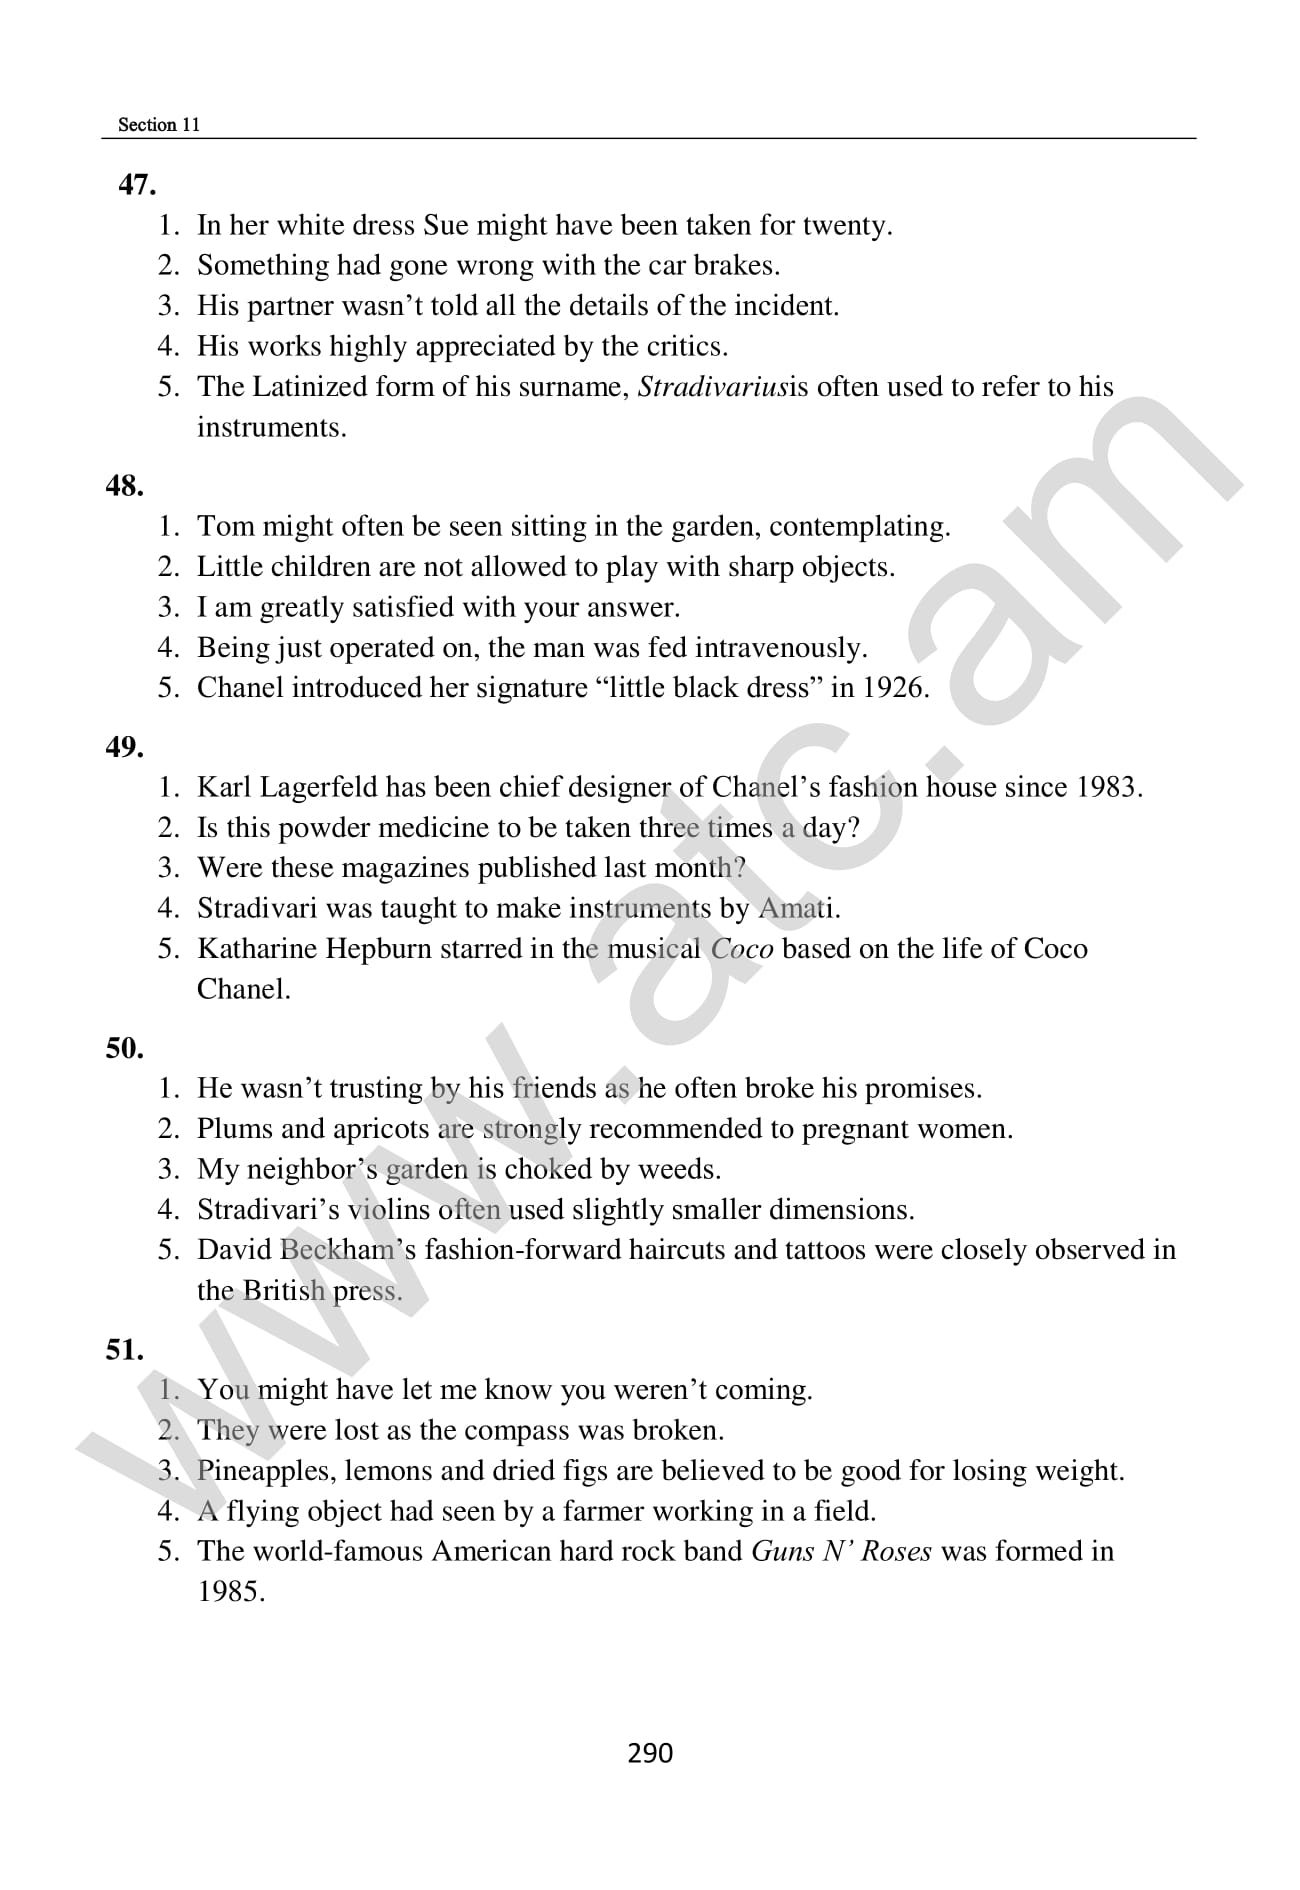 Section 11
47.
1. In her white dress Sue might have been taken for twenty.
2. Something had gone wrong with the car brakes.
3. His partner wasn’t told all the details of the incident.
4. His works highly appreciated by the critics.
5. The Latinized form of his surname, Stradivariusis often used to refer to his
instruments.
48.
1. Tom might often be seen sitting in the garden, contemplating.
2. Little children are not allowed to play with sharp objects.
3. I am greatly satisfied with your answer.
4. Being just operated on, the man was fed intravenously.
5. Chanel introduced her signature “little black dress” in 1926.
49.
1. Karl Lagerfeld has been chief designer of Chanel’s fashion house since 1983.
2. Is this powder medicine to be taken three times a day?
3. Were these magazines published last month?
4. Stradivari was taught to make instruments by Amati.
5. Katharine Hepburn starred in the musical Coco based on the life of Coco
Chanel.
50.
1. He wasn’t trusting by his friends as he often broke his promises.
2. Plums and apricots are strongly recommended to pregnant women.
3. My neighbor’s garden is choked by weeds.
4. Stradivari’s violins often used slightly smaller dimensions.
5. David Beckham’s fashion-forward haircuts and tattoos were closely observed in
the British press.
51.
1. You might have let me know you weren’t coming.
2. They were lost as the compass was broken.
3. Pineapples, lemons and dried figs are believed to be good for losing weight.
4. A flying object had seen by a farmer working in a field.
5. The world-famous American hard rock band Guns N’ Roses was formed in
1985.
290
www.atc.am